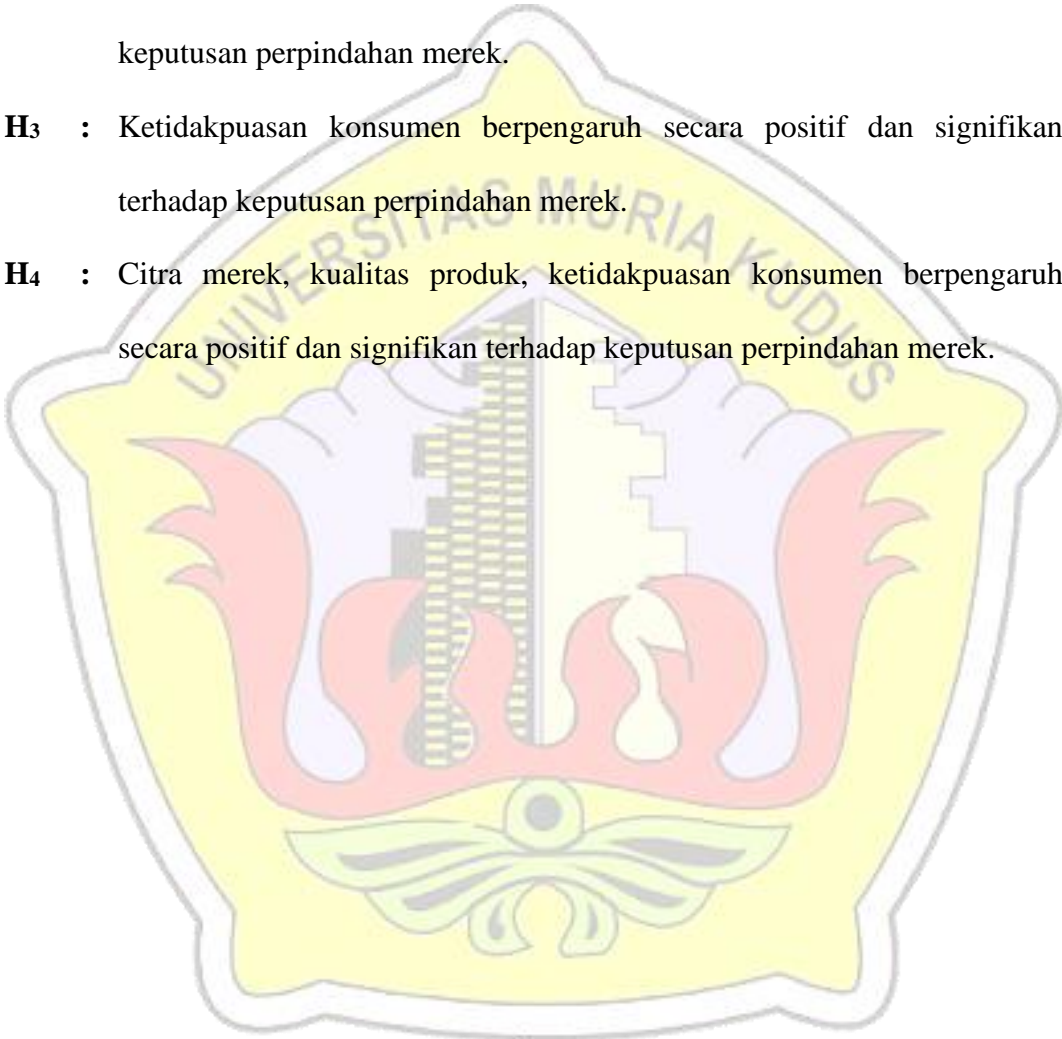 keputusan perpindahan merek.
H3 : Ketidakpuasan konsumen berpengaruh secara positif dan signifikan
terhadap keputusan perpindahan merek.
UNIVERSITAS MURIA KUDUS
H4 : Citra merek, kualitas produk, ketidakpuasan konsumen berpengaruh
secara positif dan signifikan terhadap keputusan perpindahan merek.